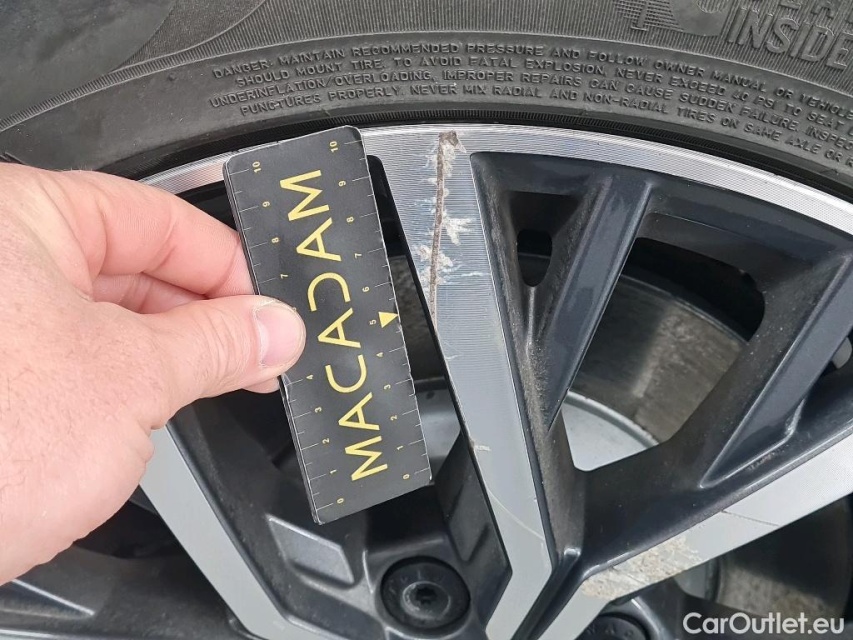 INSIDE
DANGER: MAINTAIN RECOMMENDED PRESSURE AND FOLLOW OWNER MANUAL OR VEHICLE
SHOULD MOUNT TIRE. TO AVOID FATAL EXPLOSION, NEVER EXCEED 40 PSI TO SEAT
UNDERINFLATION/OVERLOADING. IMPROPER REPAIRS CAN CAUSE SUDDEN FAILURE INSPECT
PUNCTURES PROPERLY. NEVER MIX RADIAL AND NON-RADIAL TIRES ON SAME AXLE OR
MACADAM
10 9 8 7 4 3 2 1 0
10 9 8 7 6 5 4 3 2 1 0
CarOutlet.eu